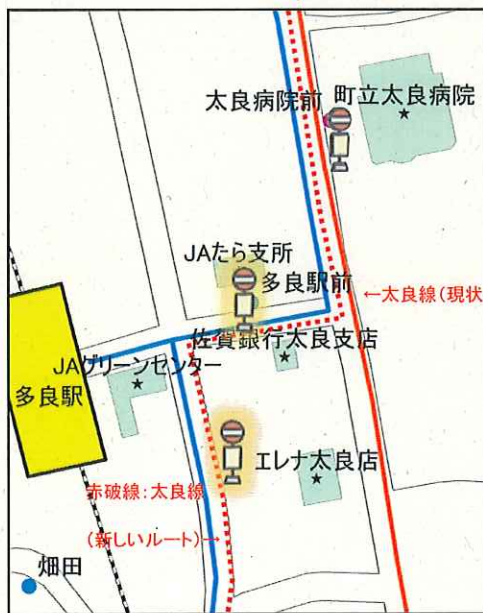 太良病院前
町立太良病院
JAたら支所
多良駅前
←太良線(現状
佐賀銀行太良支店
JAグリーンセンター
多良駅
エレナ太良店
赤破線:太良線
(新しいルート)→
畑田